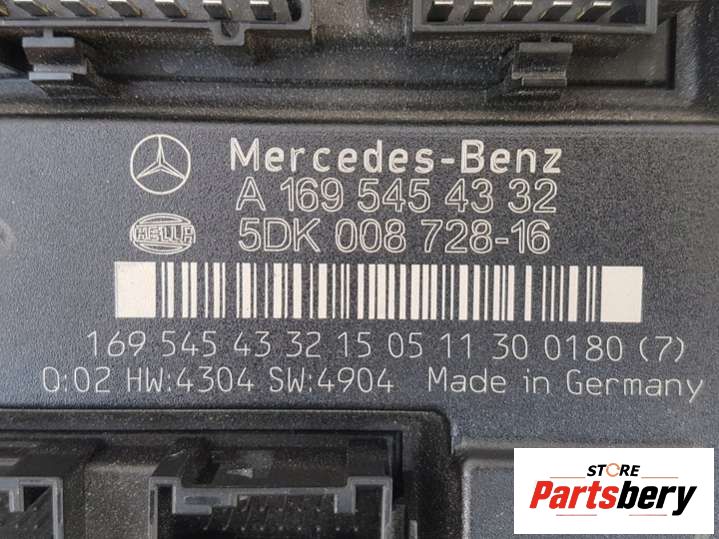 Mercedes-Benz
A 169 545 43 32
HELLA
5DK 008 728-16
169 545 43 32 15 05 11 30 0180 (7)
Q:02 HW:4304 SW:4904 Made in Germany
STORE
Partsbery